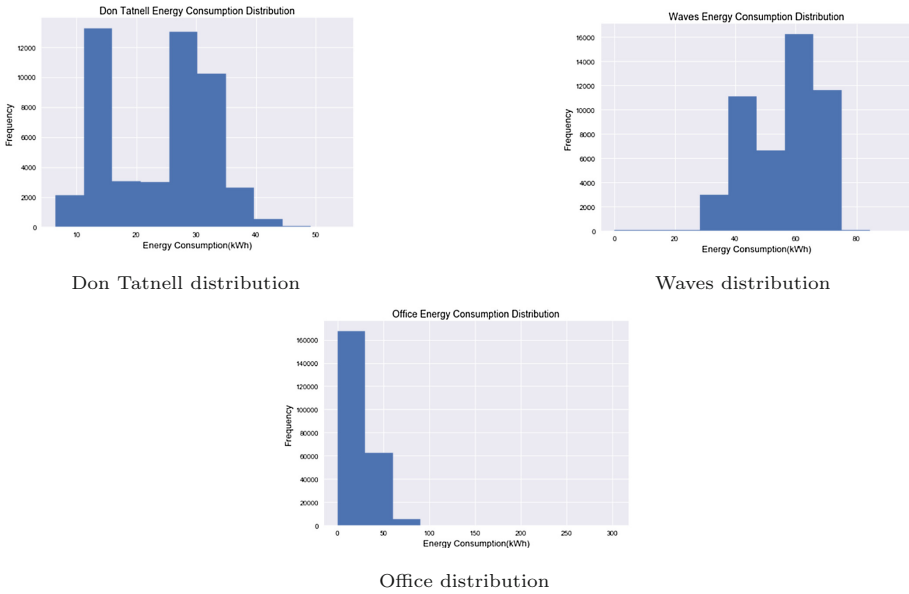 Don Tatnell Energy Consumption Distribution
12000
10000
8000
6000
4000
2000
0
Frequency
10 20 30 40 50
Energy Consumption(kWh)
Don Tatnell distribution
Waves Energy Consumption Distribution
16000
14000
12000
10000
8000
6000
4000
2000
0
Frequency
0 20 40 60 80
Energy Consumption(kWh)
Waves distribution
Office Energy Consumption Distribution
160000
140000
120000
100000
80000
60000
40000
20000
0
Frequency
0 50 100 150 200 250 300
Energy Consumption(kWh)
Office distribution